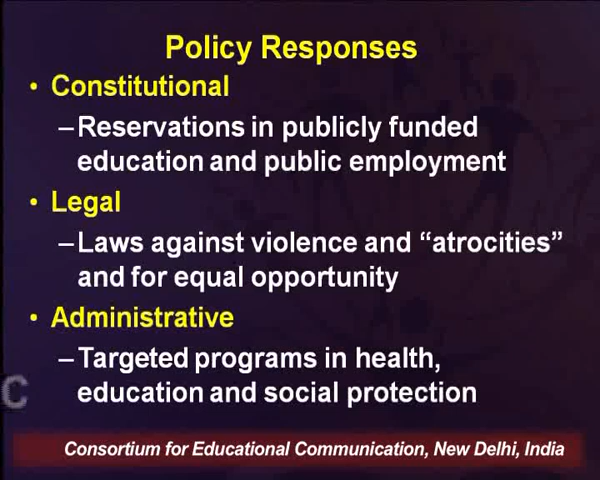 Policy Responses
• Constitutional
–Reservations in publicly funded
education and public employment
• Legal
–Laws against violence and “atrocities”
and for equal opportunity
• Administrative
–Targeted programs in health,
education and social protection
C
Consortium for Educational Communication, New Delhi, India